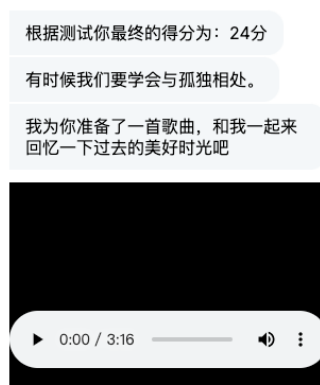 根据测试你最终的得分为：24分
有时候我们要学会与孤独相处。
我为你准备了一首歌曲，和我一起来
回忆一下过去的美好时光吧
0:00 / 3:16